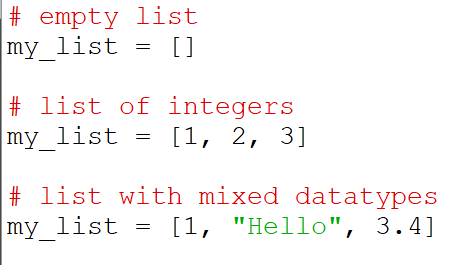 # empty list
my_list = []
# list of integers
my_list = [1, 2, 3]
# list with mixed datatypes
my_list = [1, "Hello", 3.4]